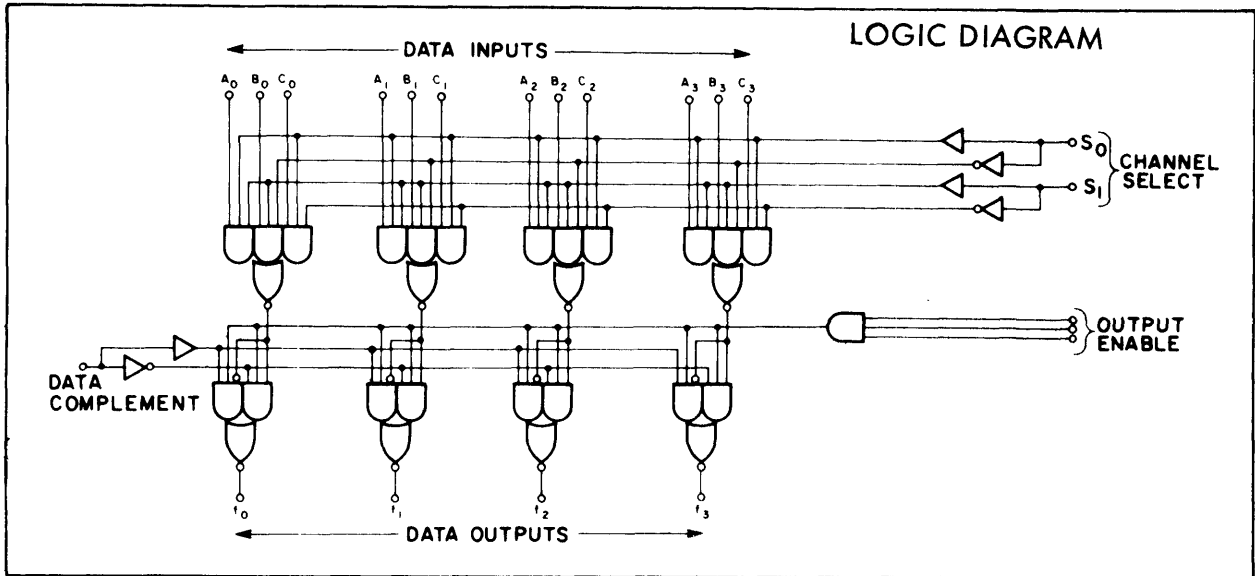 LOGIC DIAGRAM
DATA INPUTS
A0 B0 C0 A1 B1 C1 A2 B2 C2 A3 B3 C3
S0
CHANNEL
SELECT
S1
OUTPUT
ENABLE
DATA
COMPLEMENT
f0 f1 f2 f3
DATA OUTPUTS